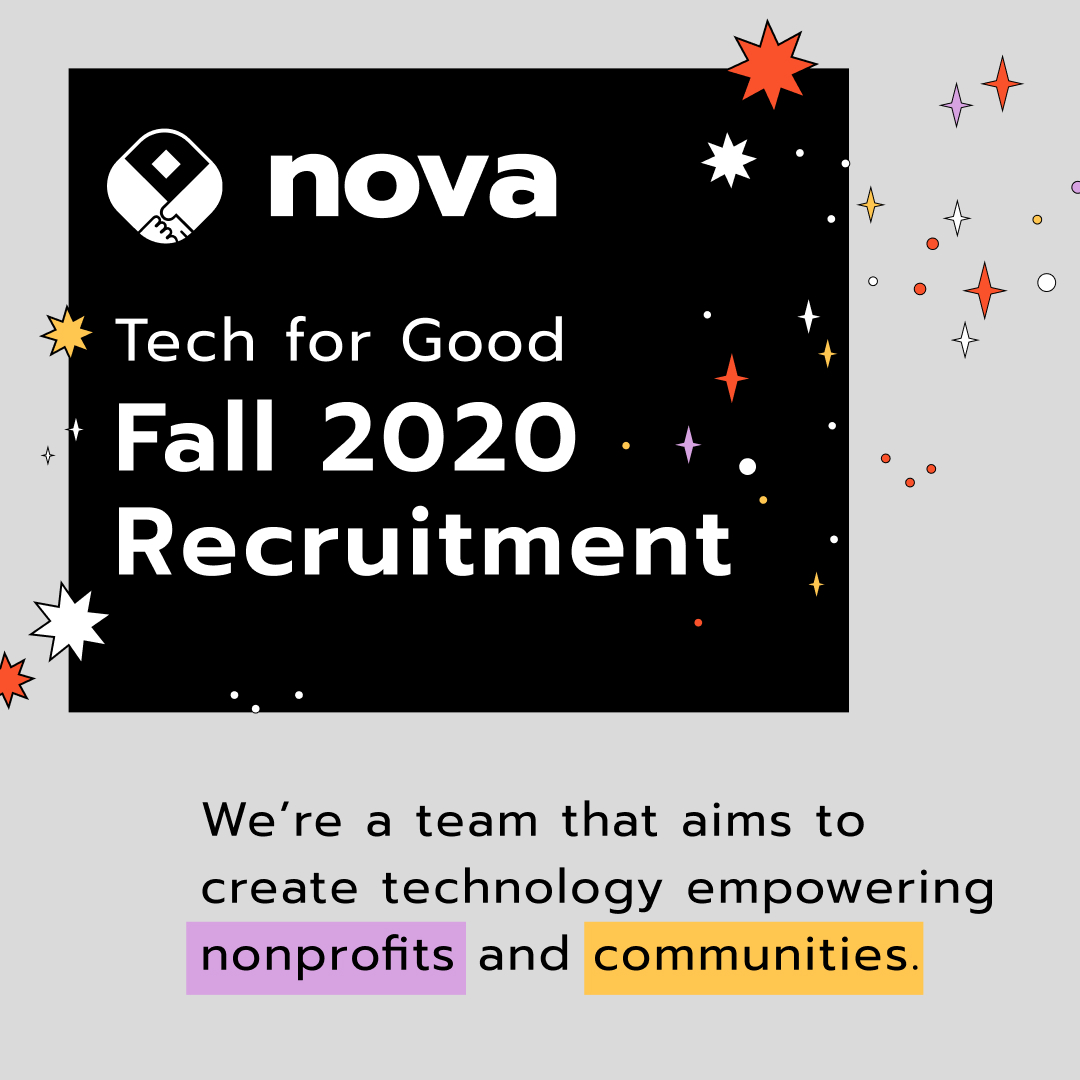 nova
Tech for Good
Fall 2020
Recruitment
We’re a team that aims to
create technology empowering
nonprofits and communities.